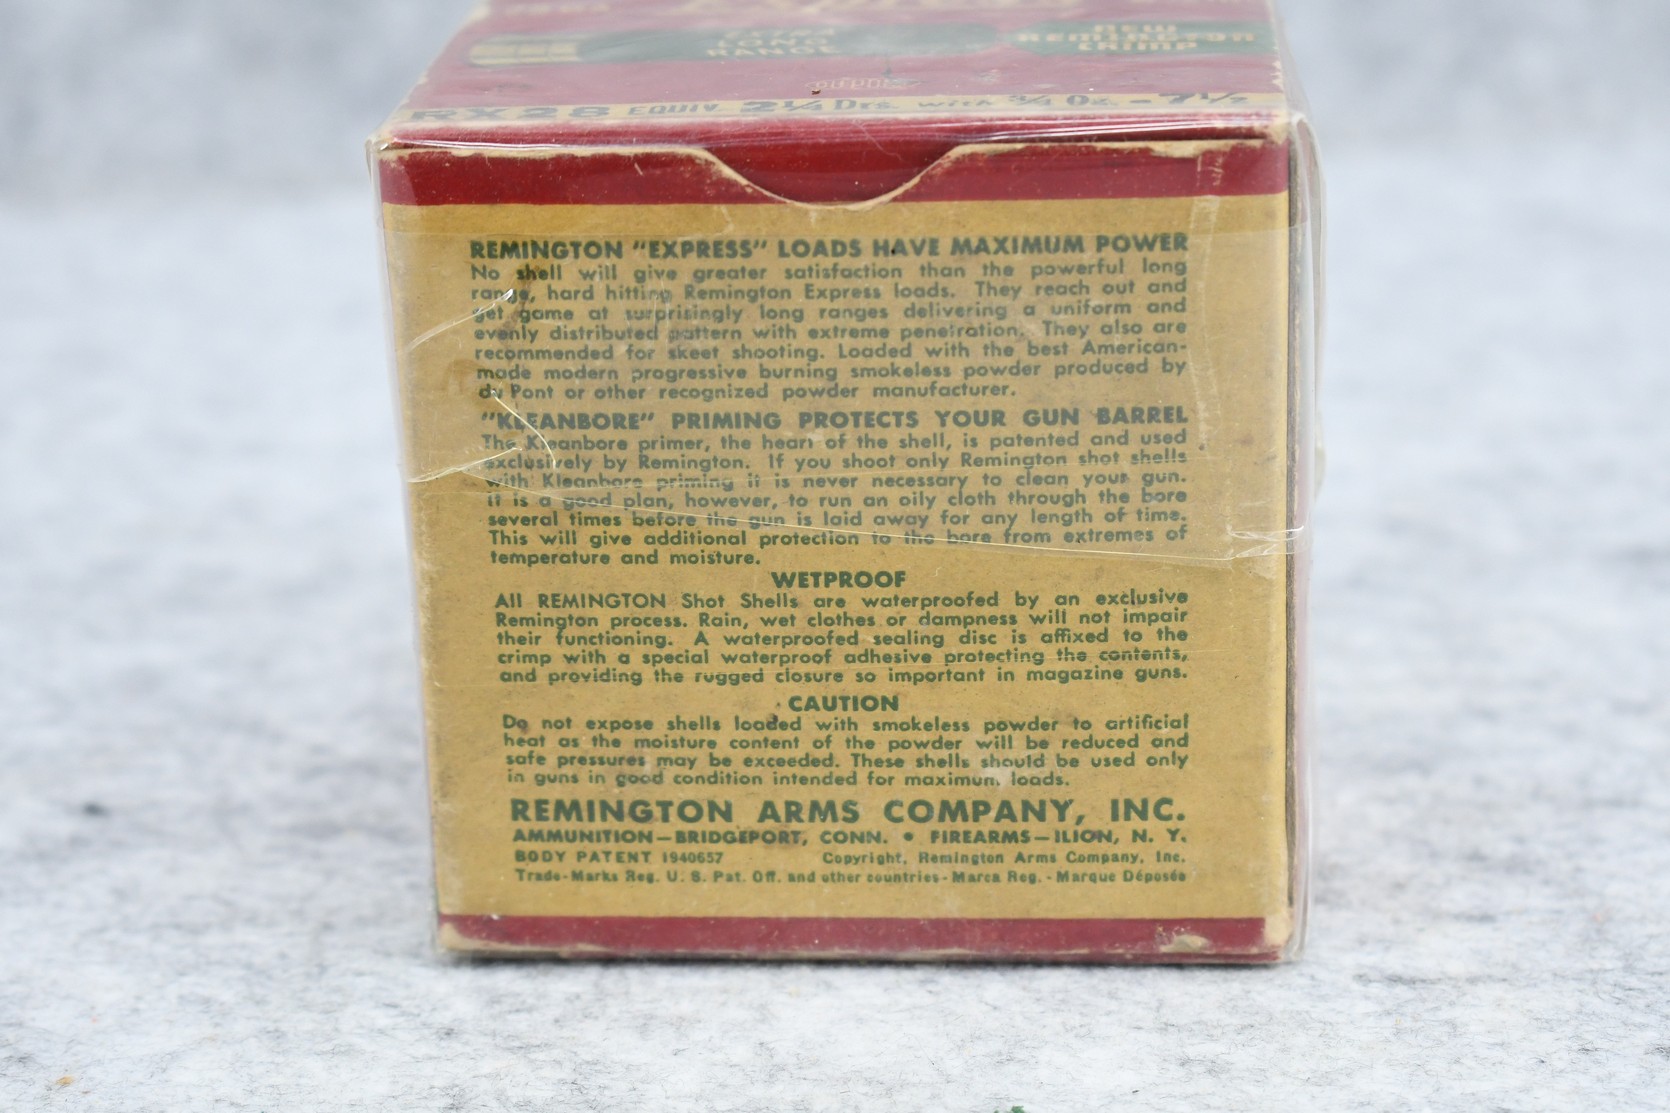 EXTRA
LONG
RANGE
NEW
REMINGTON
CRIMP
RX28 EQUIV. 2¼ Drs. with ¾ Oz. - 7½
REMINGTON "EXPRESS" LOADS HAVE MAXIMUM POWER
No shell will give greater satisfaction than the powerful long
range, hard hitting Remington Express loads. They reach out and
get game at surprisingly long ranges delivering a uniform and
evenly distributed pattern with extreme penetration. They also are
recommended for skeet shooting. Loaded with the best American-
made modern progressive burning smokeless powder produced by
du Pont or other recognized powder manufacturer.
"KLEANBORE" PRIMING PROTECTS YOUR GUN BARREL
The Kleanbore primer, the heart of the shell, is patented and used
exclusively by Remington. If you shoot only Remington shot shells
with Kleanbore priming it is never necessary to clean your gun.
It is a good plan, however, to run an oily cloth through the bore
several times before the gun is laid away for any length of time.
This will give additional protection to the bore from extremes of
temperature and moisture.
WETPROOF
All REMINGTON Shot Shells are waterproofed by an exclusive
Remington process. Rain, wet clothes or dampness will not impair
their functioning. A waterproofed sealing disc is affixed to the
crimp with a special waterproof adhesive protecting the contents,
and providing the rugged closure so important in magazine guns.
CAUTION
Do not expose shells loaded with smokeless powder to artificial
heat as the moisture content of the powder will be reduced and
safe pressures may be exceeded. These shells should be used only
in guns in good condition intended for maximum loads.
REMINGTON ARMS COMPANY, INC.
AMMUNITION—BRIDGEPORT, CONN. • FIREARMS—ILION, N. Y.
BODY PATENT 1940657 Copyright, Remington Arms Company, Inc.
Trade-Marks Reg. U. S. Pat. Off. and other countries - Marca Reg. - Marque Déposée